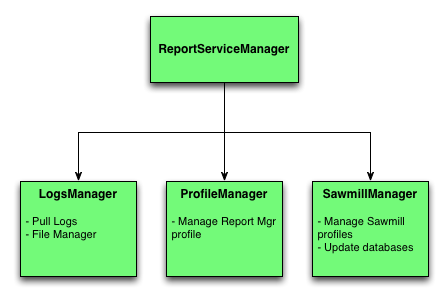 ReportServiceManager
LogsManager
- Pull Logs
- File Manager
ProfileManager
- Manage Report Mgr
profile
SawmillManager
- Manage Sawmill
profiles
- Update databases